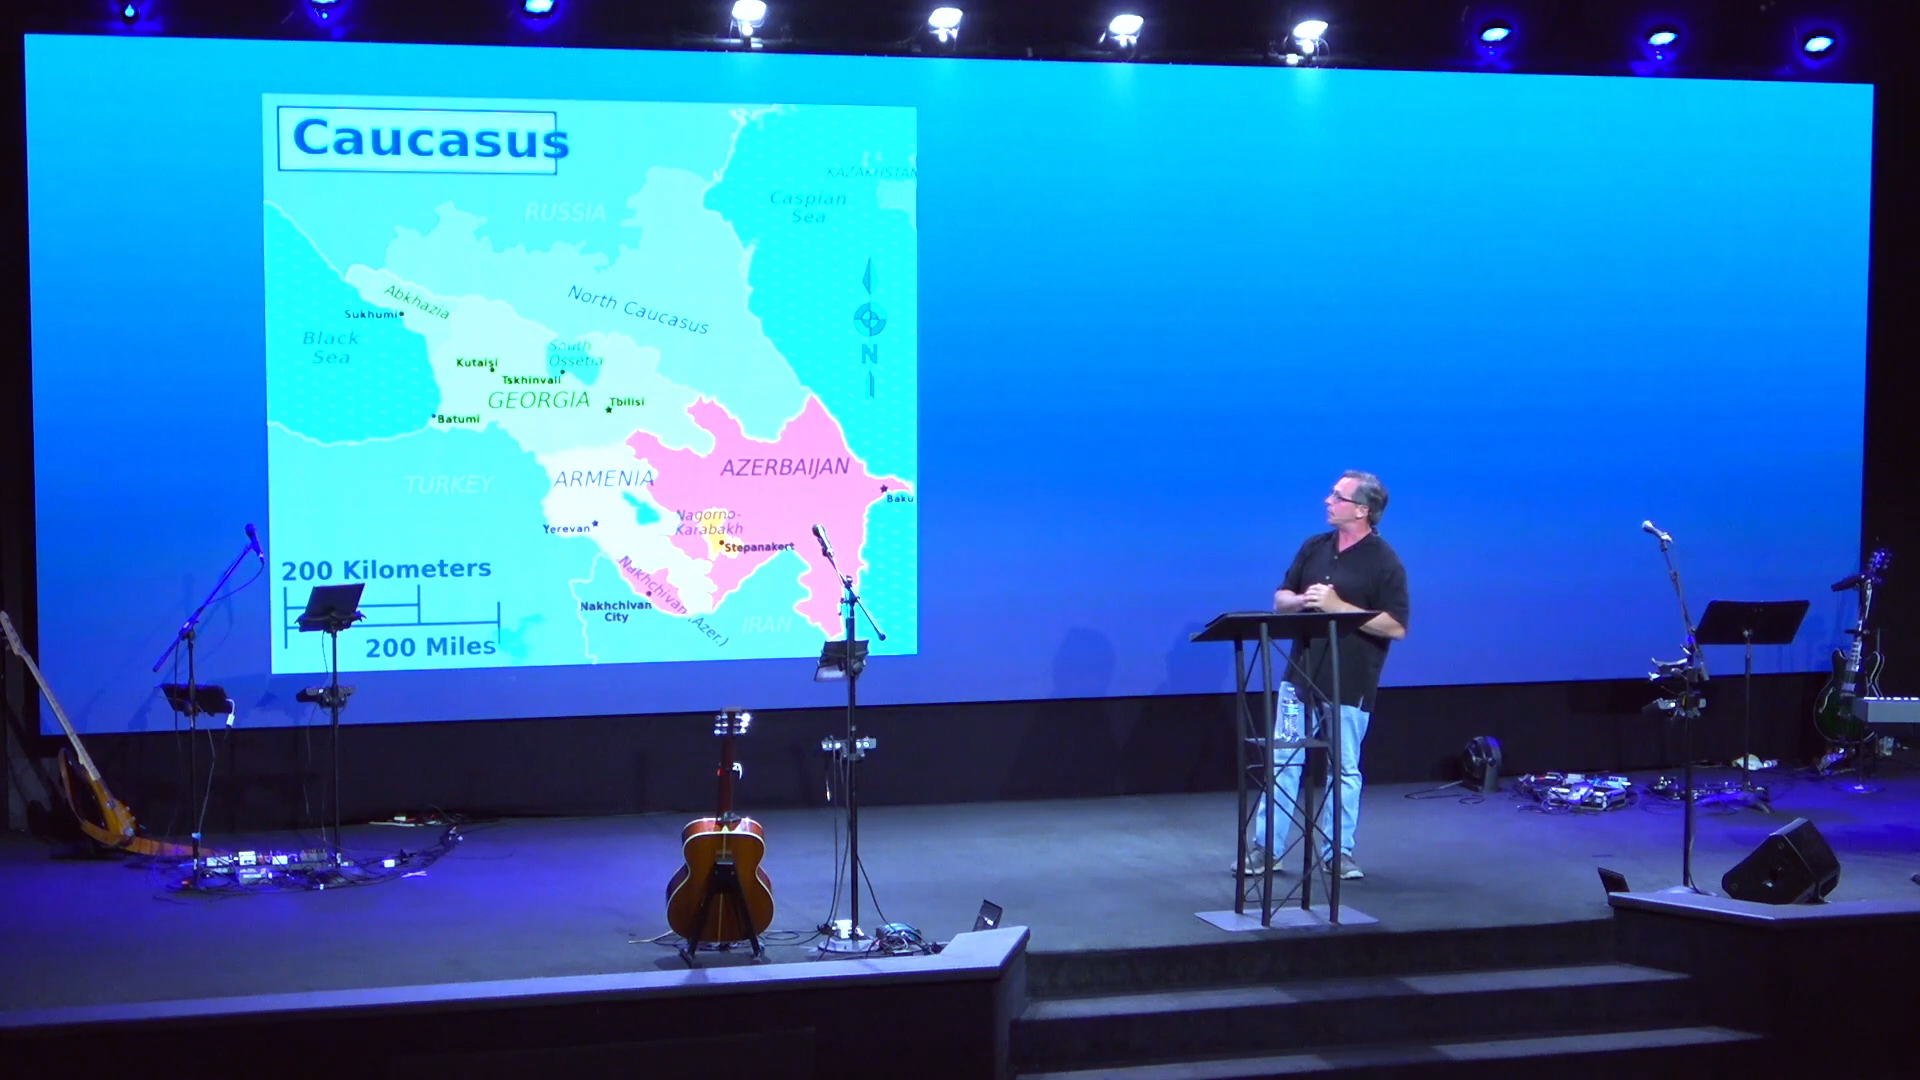 Caucasus
KAZAKHSTAN
Caspian
Sea
RUSSIA
North Caucasus
Abkhazia
Sukhumi
Black
Sea
South
Ossetia
Kutaisi
Tskhinvali
GEORGIA
Tbilisi
Batumi
N
AZERBAIJAN
ARMENIA
TURKEY
Baku
Nagorno-
Karabakh
Yerevan
Stepanakert
Nakhchivan
(Azer.)
Nakhchivan
City
IRAN
200 Kilometers
200 Miles